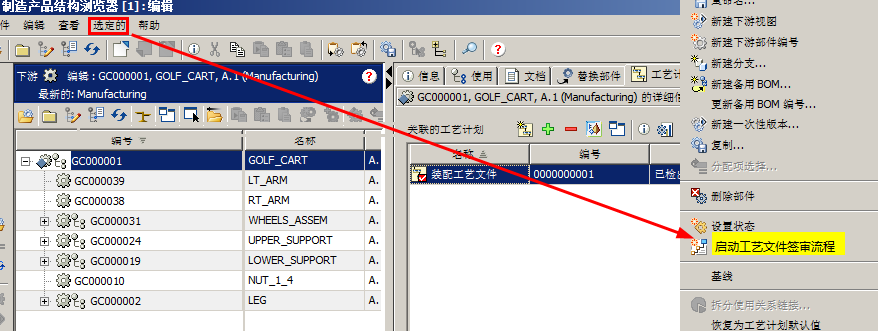 制造产品结构浏览器 [1]:编辑
件 编辑 查看 选定的 帮助
下游 编辑：GC000001, GOLF_CART, A.1 (Manufacturing)
最新的: Manufacturing
编号 名称
GC000001 GOLF_CART A.
GC000039 LT_ARM A.
GC000038 RT_ARM A.
GC000031 WHEELS_ASSEM A.
GC000024 UPPER_SUPPORT A.
GC000019 LOWER_SUPPORT A.
GC000010 NUT_1_4 A.
GC000002 LEG A.
信息 使用 文档 替换部件 工艺计
GC000001, GOLF_CART, A.1 (Manufacturing) 的详细信
关联的工艺计划
名称 编号
装配工艺文件 0000000001 已检出
重命名...
新建下游视图
新建下游部件编号
新建分支...
新建备用 BOM...
更新备用 BOM 编号...
新建一次性版本...
复制...
分配项选择...
删除部件
设置状态
启动工艺文件签审流程
基线
拆分使用关系链接...
恢复为工艺计划默认值